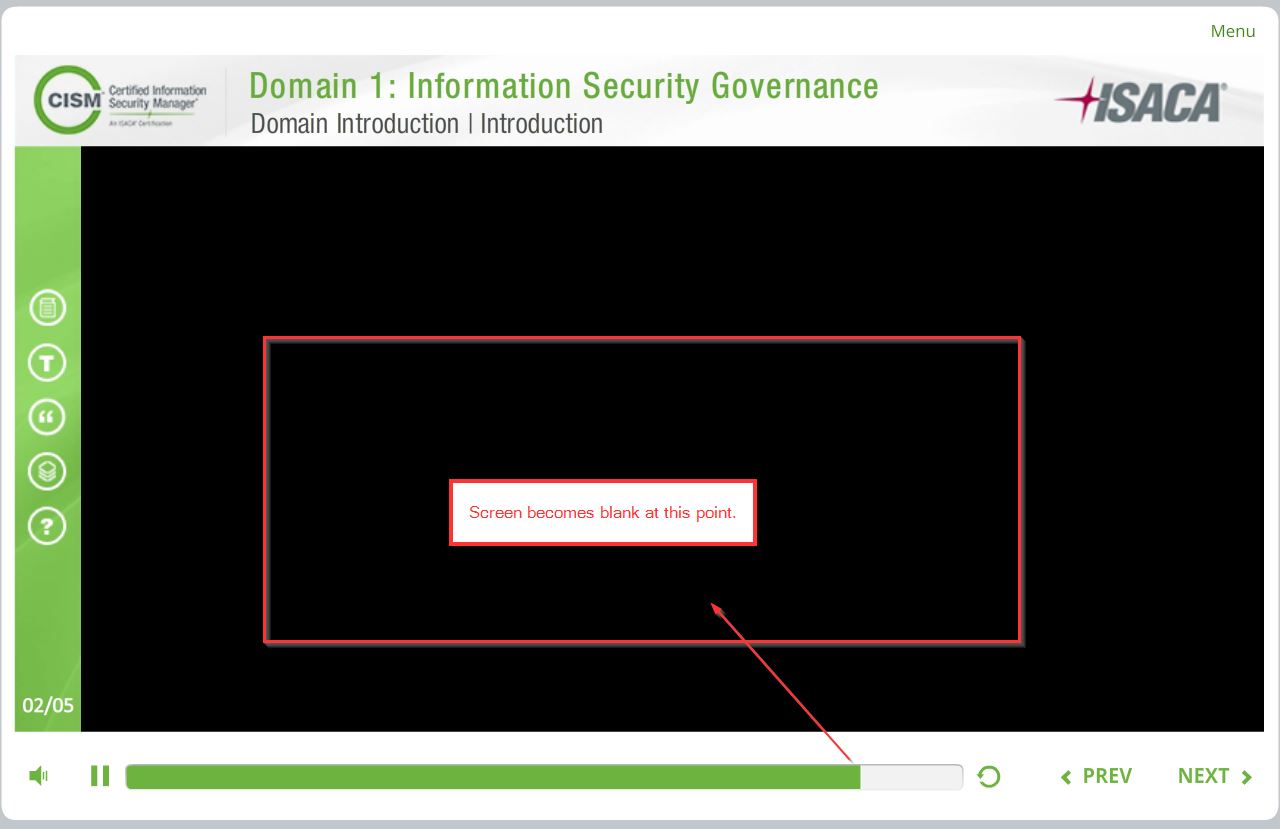 Menu
CISM
Certified Information
Security Manager®
An ISACA® Certification
Domain 1: Information Security Governance
Domain Introduction | Introduction
ISACA®
T
“
?
Screen becomes blank at this point.
02/05
PREV
NEXT